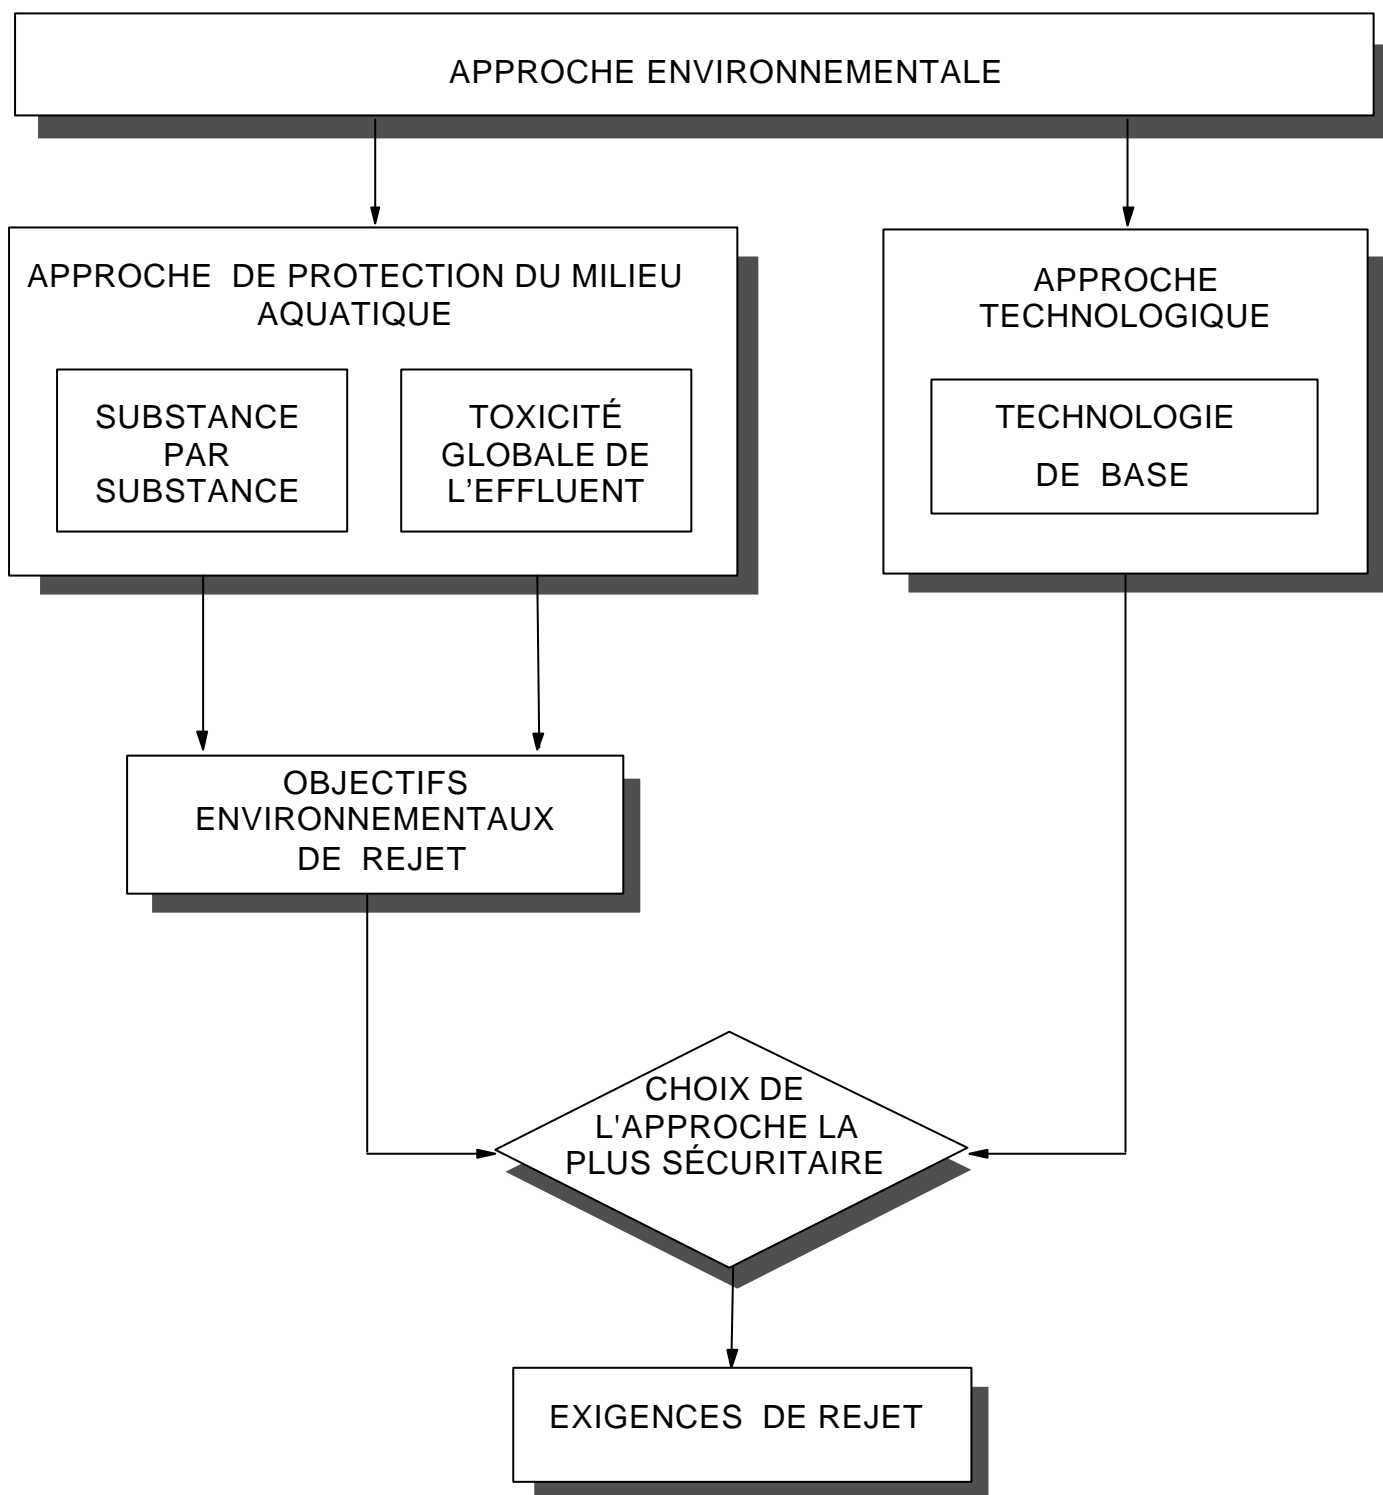 APPROCHE ENVIRONNEMENTALE
APPROCHE DE PROTECTION DU MILIEU
AQUATIQUE
SUBSTANCE
PAR
SUBSTANCE
TOXICITÉ
GLOBALE DE
L'EFFLUENT
APPROCHE
TECHNOLOGIQUE
TECHNOLOGIE
DE BASE
OBJECTIFS
ENVIRONNEMENTAUX
DE REJET
CHOIX DE
L'APPROCHE LA
PLUS SÉCURITAIRE
EXIGENCES DE REJET